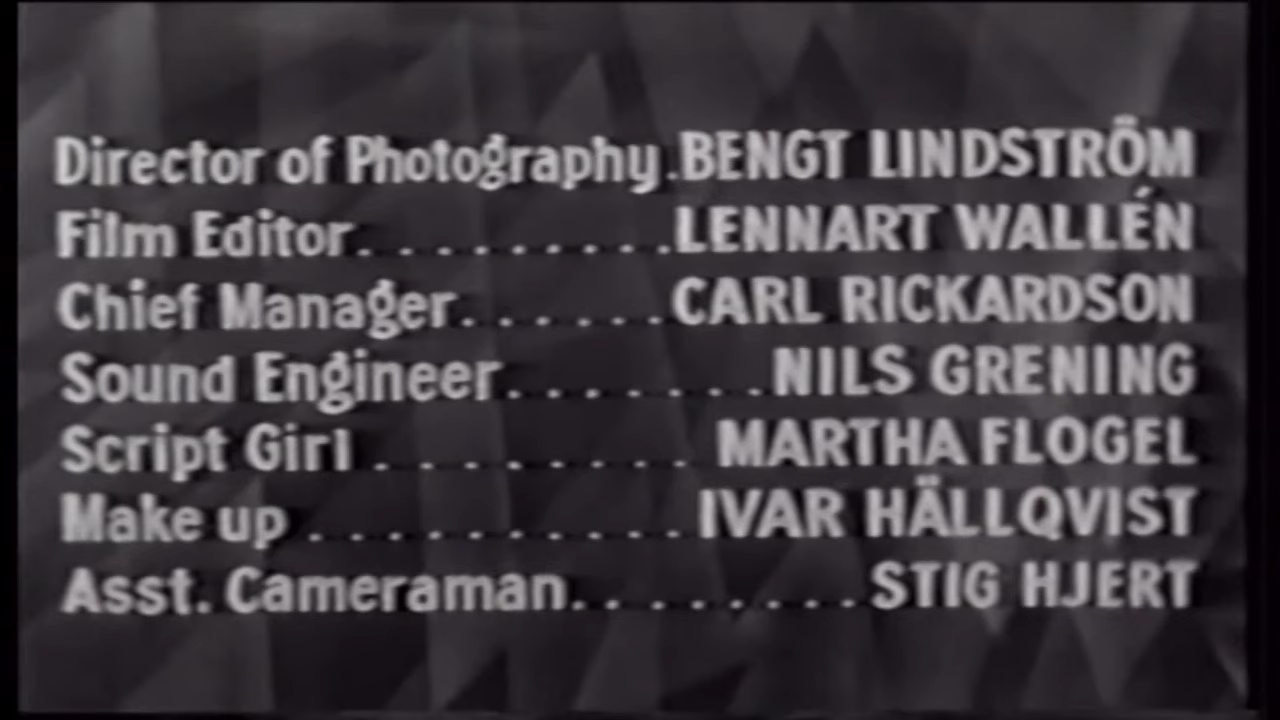 Director of Photography.BENGT LINDSTRÖM
Film Editor. . . . . . . . .LENNART WALLÉN
Chief Manager. . . . . .CARL RICKARDSON
Sound Engineer. . . . . . .NILS GRENING
Script Girl . . . . . . . . MARTHA FLOGEL
Make up . . . . . . . . . . IVAR HÄLLQVIST
Asst. Cameraman. . . . . . . .STIG HJERT